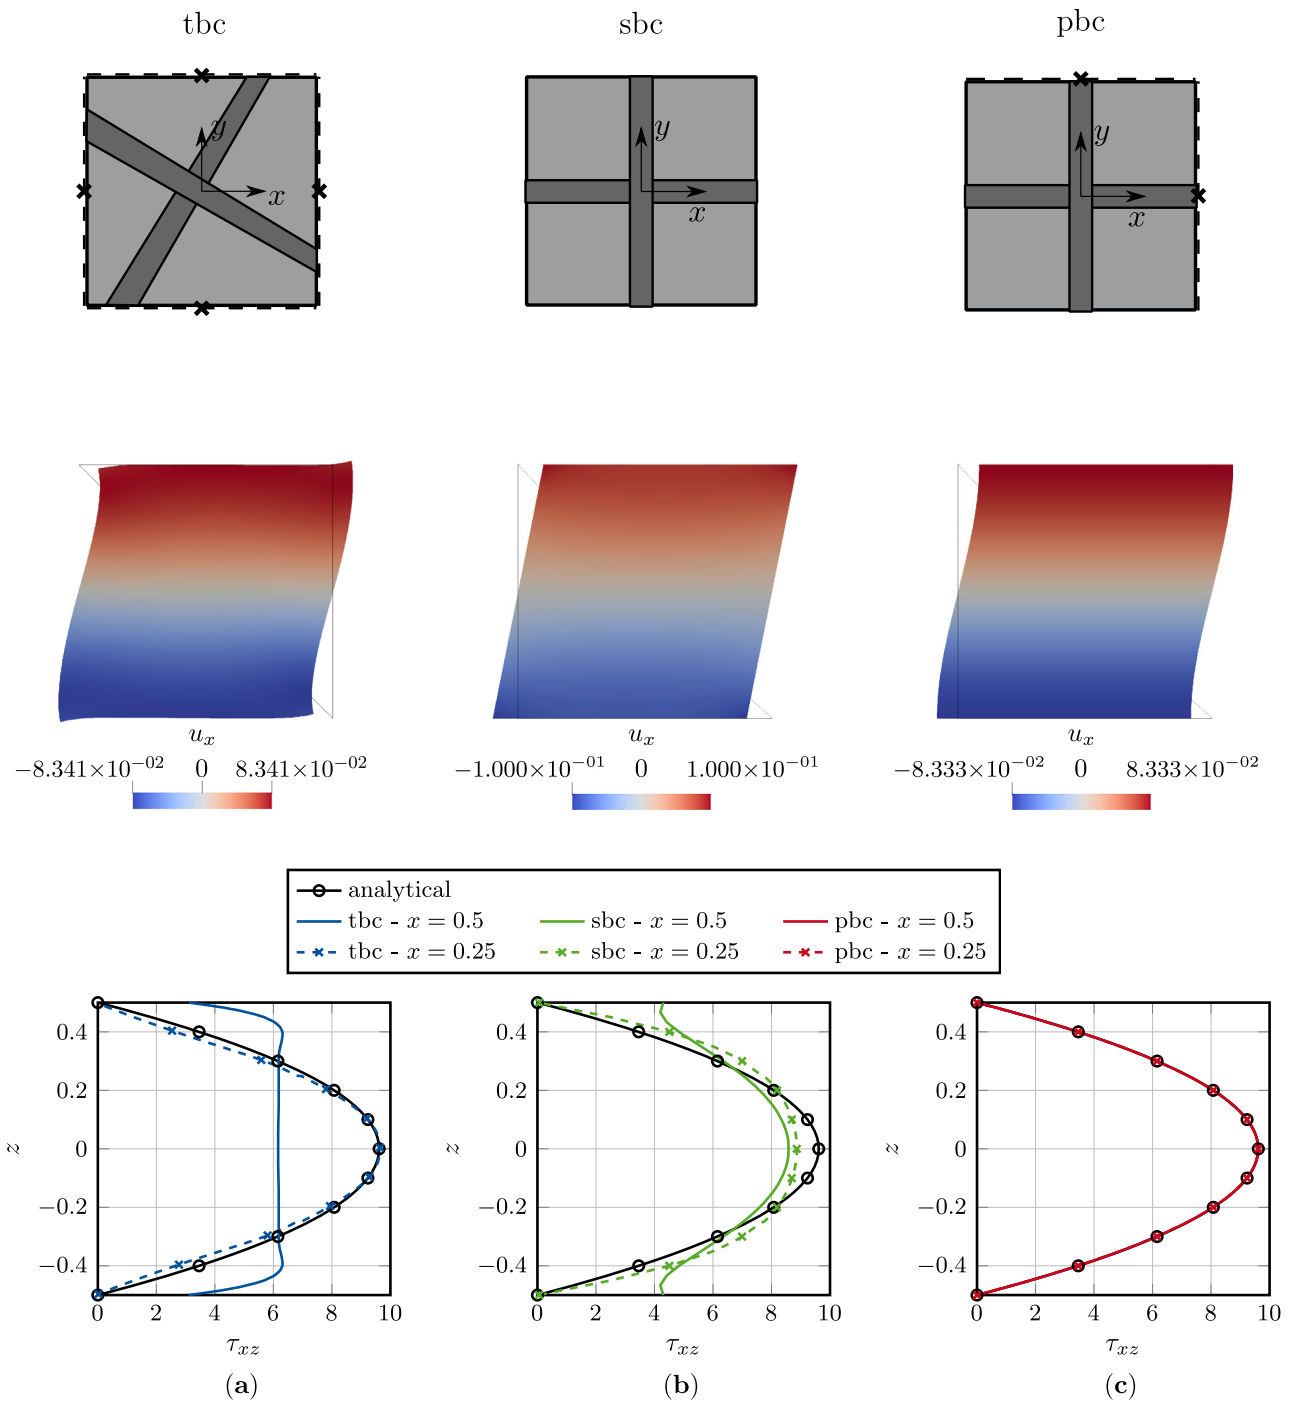 tbc sbc pbc
y y y
x x x
u_x u_x u_x
−8.341×10⁻⁰² 0 8.341×10⁻⁰² −1.000×10⁻⁰¹ 0 1.000×10⁻⁰¹ −8.333×10⁻⁰² 0 8.333×10⁻⁰²
analytical
tbc - x = 0.5 sbc - x = 0.5 pbc - x = 0.5
tbc - x = 0.25 sbc - x = 0.25 pbc - x = 0.25
0.4 0.4 0.4
0.2 0.2 0.2
z 0 z 0 z 0
−0.2 −0.2 −0.2
−0.4 −0.4 −0.4
0 2 4 6 8 10 0 2 4 6 8 10 0 2 4 6 8 10
τ_xz τ_xz τ_xz
(a) (b) (c)